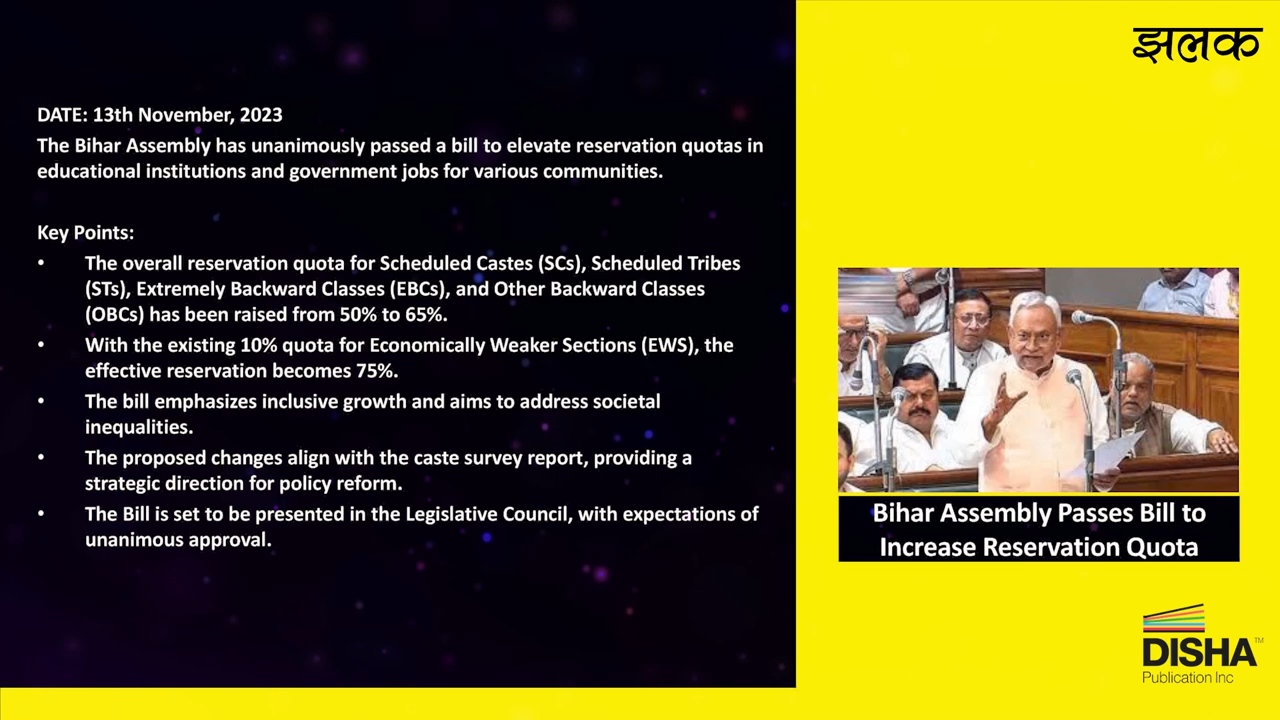 झलक
DATE: 13th November, 2023
The Bihar Assembly has unanimously passed a bill to elevate reservation quotas in
educational institutions and government jobs for various communities.
Key Points:
• The overall reservation quota for Scheduled Castes (SCs), Scheduled Tribes
(STs), Extremely Backward Classes (EBCs), and Other Backward Classes
(OBCs) has been raised from 50% to 65%.
• With the existing 10% quota for Economically Weaker Sections (EWS), the
effective reservation becomes 75%.
• The bill emphasizes inclusive growth and aims to address societal
inequalities.
• The proposed changes align with the caste survey report, providing a
strategic direction for policy reform.
• The Bill is set to be presented in the Legislative Council, with expectations of
unanimous approval.
Bihar Assembly Passes Bill to
Increase Reservation Quota
DISHA™
Publication Inc